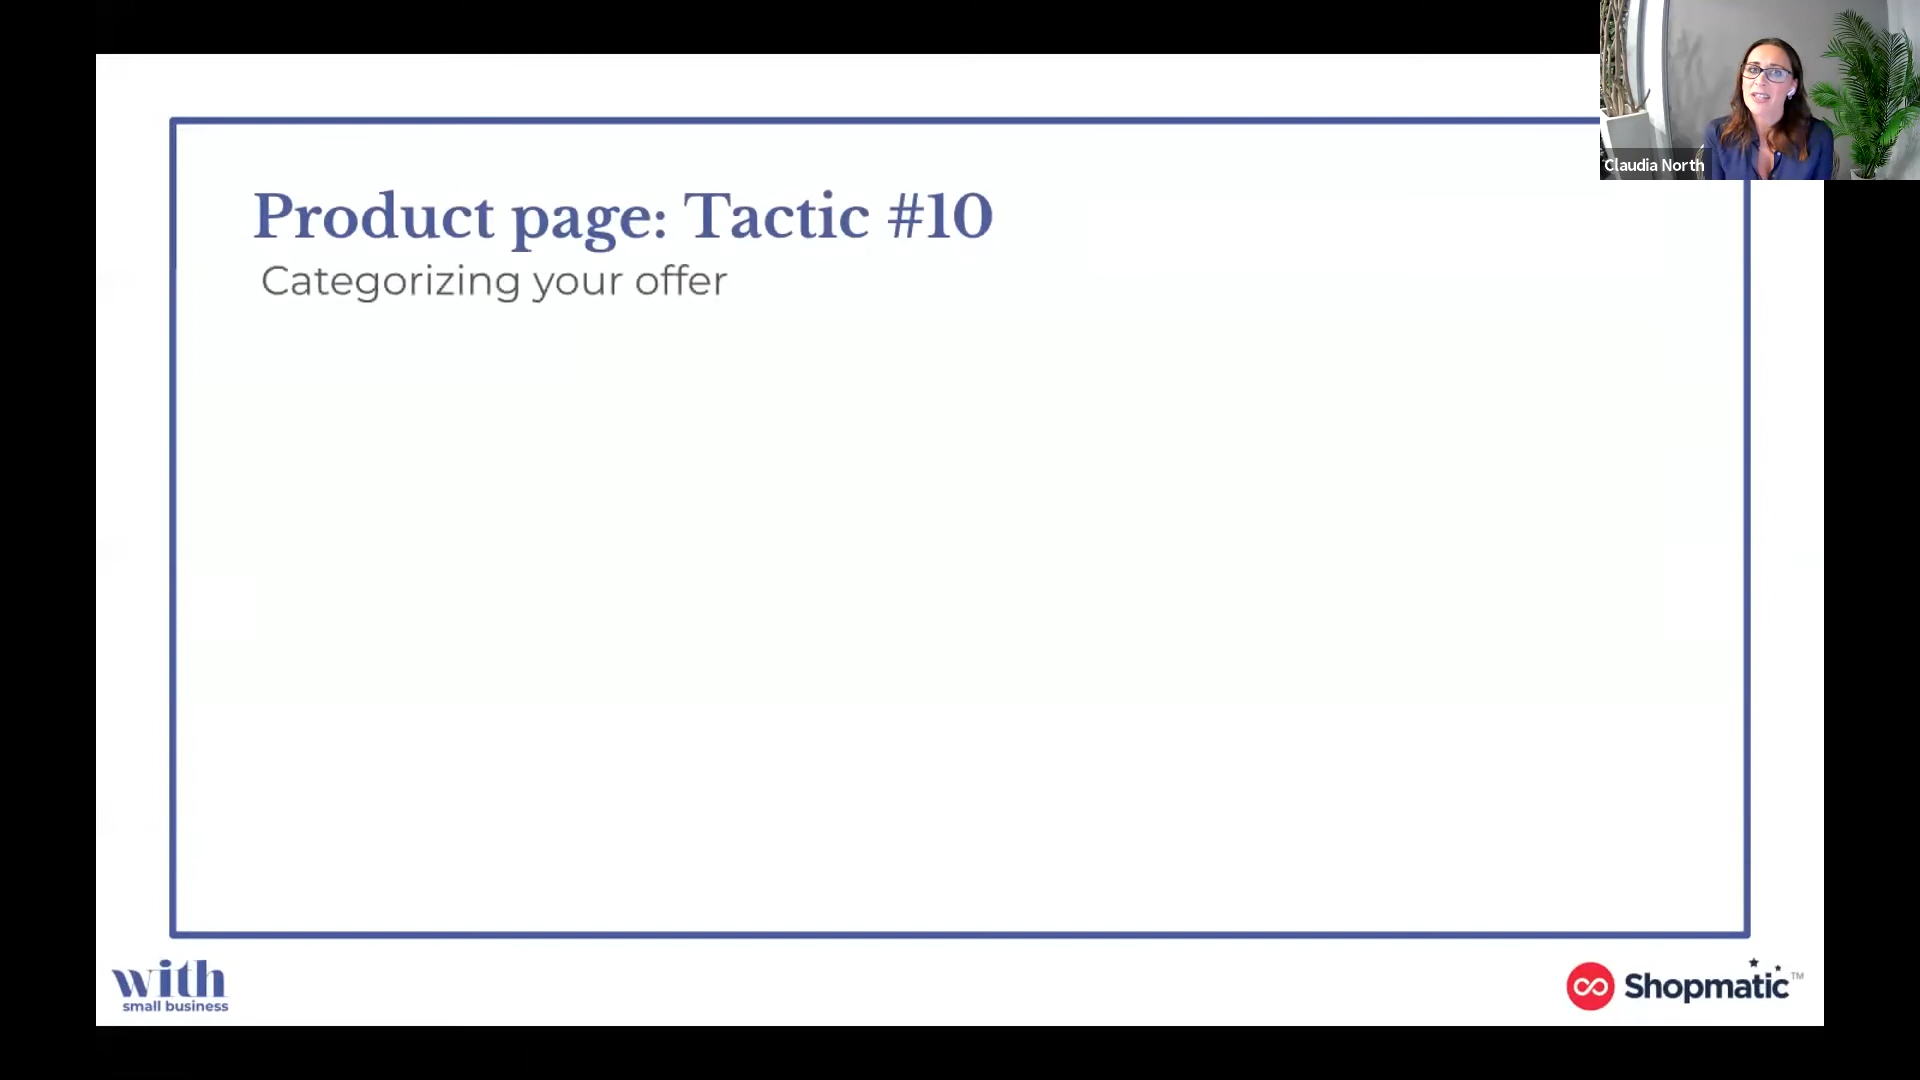 Claudia North
Product page: Tactic #10
Categorizing your offer
with
small business
Shopmatic™